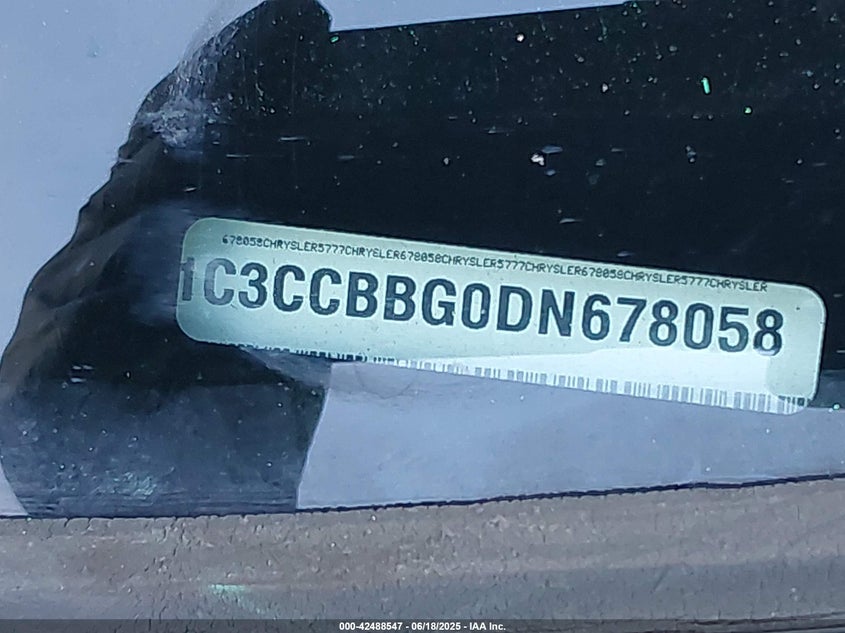 678058CHRYSLER5777CHRYSLER678058CHRYSLER5777CHRYSLER678058CHRYSLER5777CHRYSLER
1C3CCBBG0DN678058
000-42488547 - 06/18/2025 - IAA Inc.